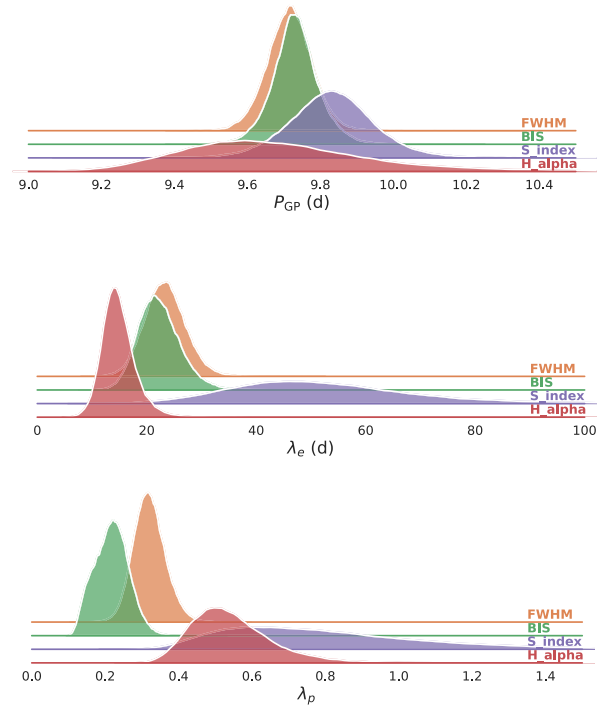 FWHM
BIS
S_index
H_alpha
9.0 9.2 9.4 9.6 9.8 10.0 10.2 10.4
P_GP (d)
FWHM
BIS
S_index
H_alpha
0 20 40 60 80 100
λ_e (d)
FWHM
BIS
S_index
H_alpha
0.0 0.2 0.4 0.6 0.8 1.0 1.2 1.4
λ_p